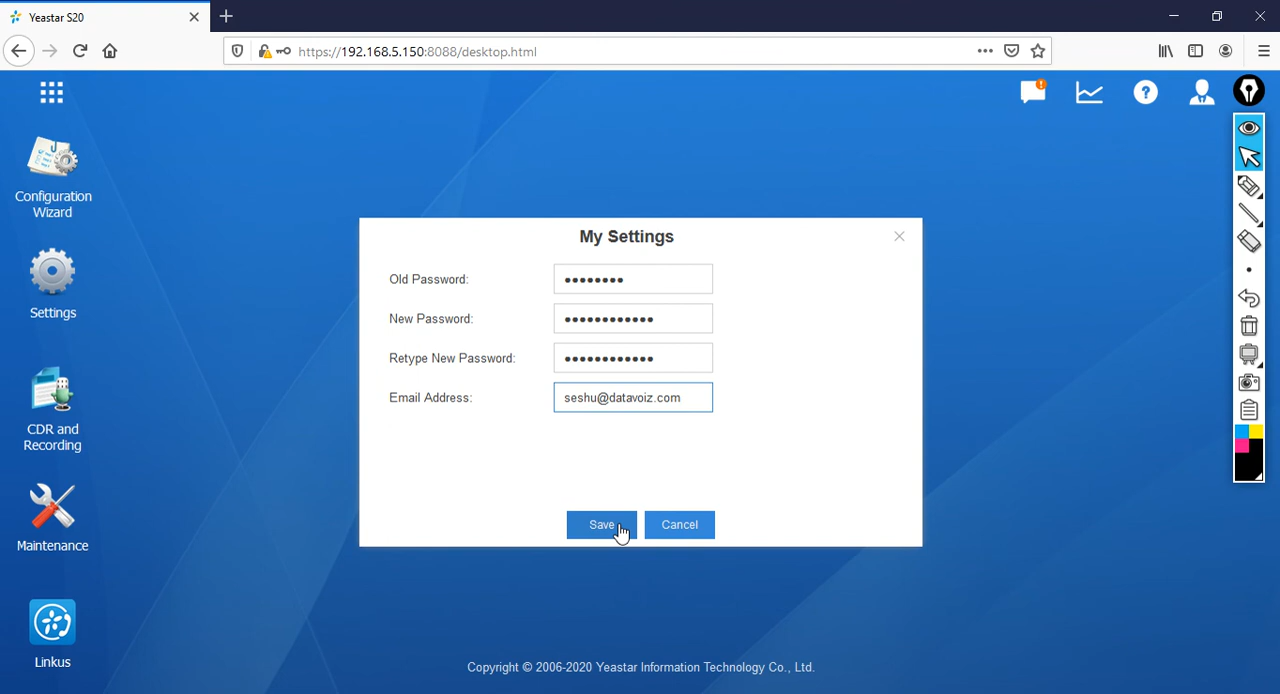 Yeastar S20
https://192.168.5.150:8088/desktop.html
Configuration
Wizard
Settings
CDR and
Recording
Maintenance
Linkus
My Settings
Old Password: ●●●●●●●●
New Password: ●●●●●●●●●●●●
Retype New Password: ●●●●●●●●●●●●
Email Address: seshu@datavoiz.com
Save Cancel
Copyright © 2006-2020 Yeastar Information Technology Co., Ltd.